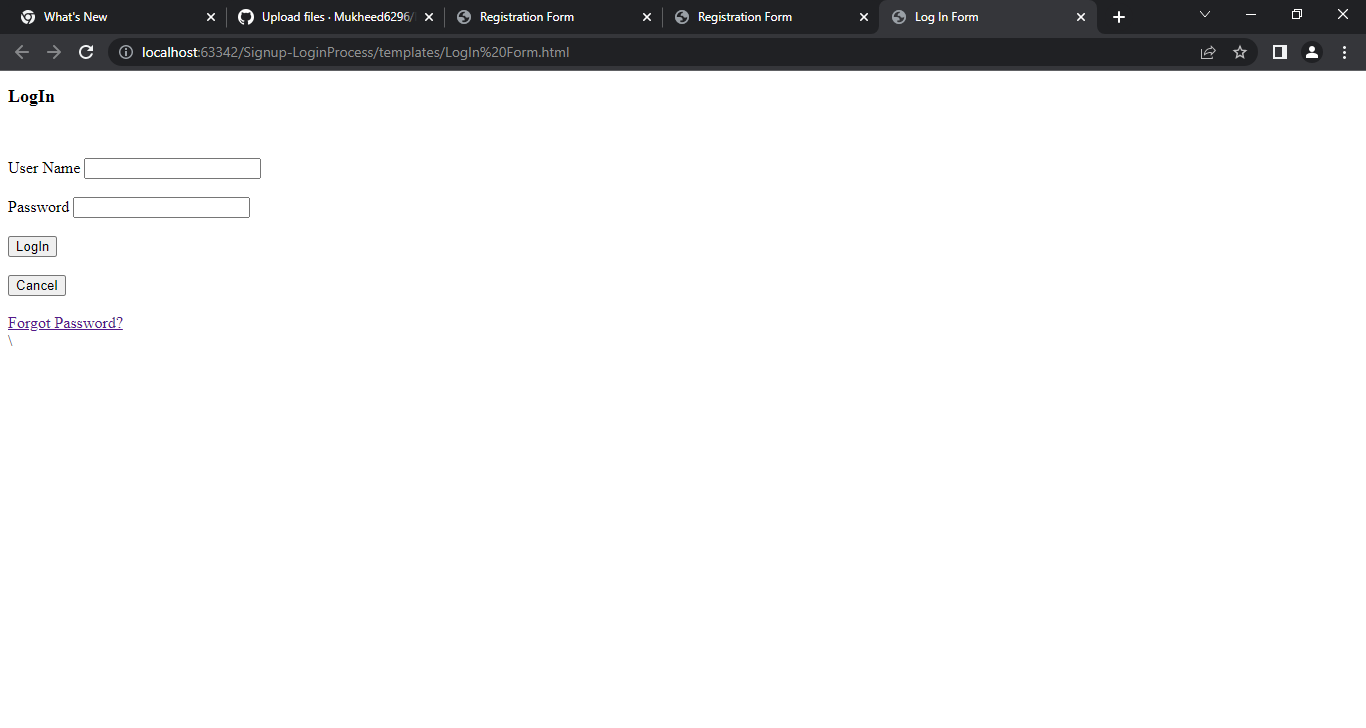 What's New
Upload files · Mukheed6296/
Registration Form
Registration Form
Log In Form
localhost:63342/Signup-LoginProcess/templates/LogIn%20Form.html
LogIn
User Name
Password
LogIn
Cancel
Forgot Password?
\